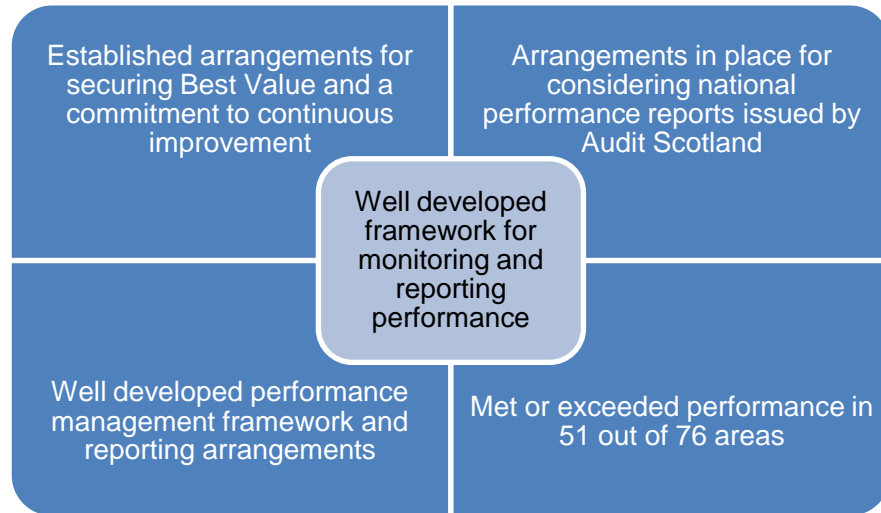 Established arrangements for
securing Best Value and a
commitment to continuous
improvement
Arrangements in place for
considering national
performance reports issued by
Audit Scotland
Well developed
framework for
monitoring and
reporting
performance
Well developed performance
management framework and
reporting arrangements
Met or exceeded performance in
51 out of 76 areas